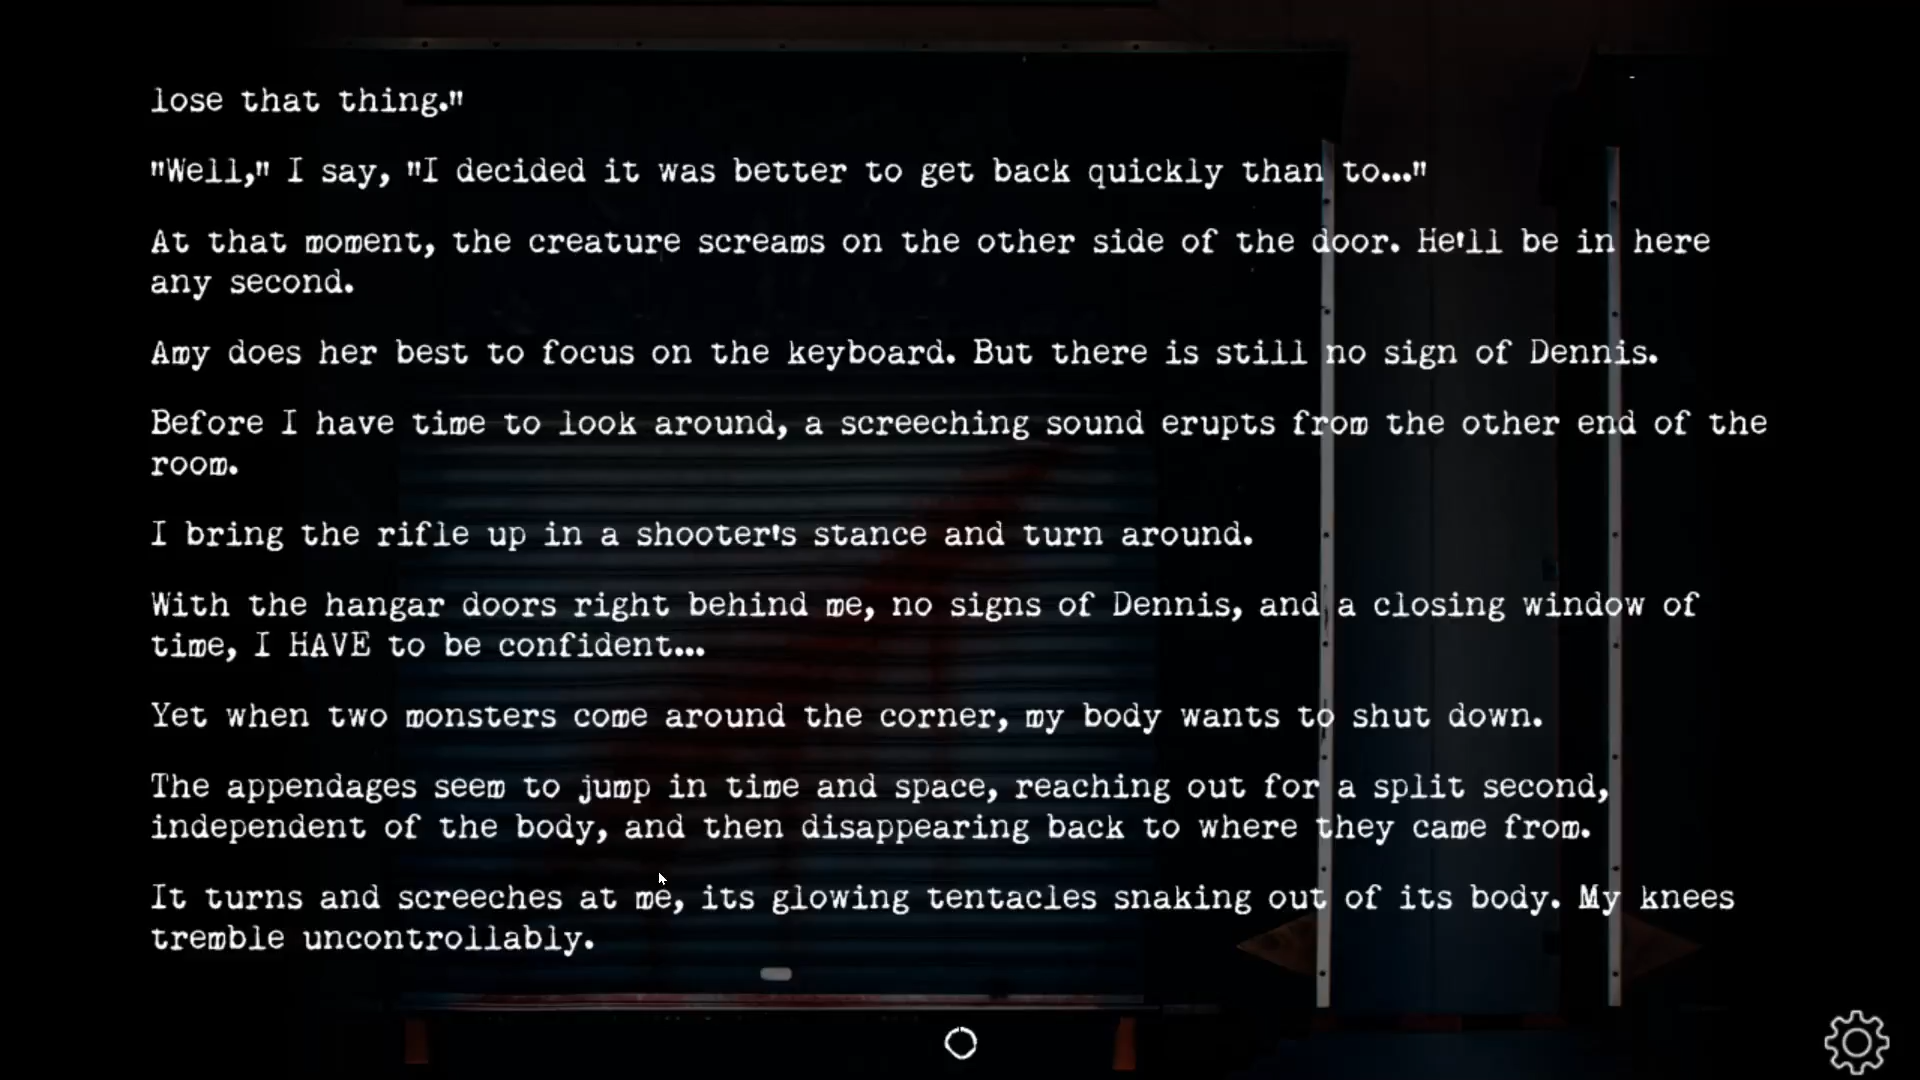 lose that thing."
"Well," I say, "I decided it was better to get back quickly than to..."
At that moment, the creature screams on the other side of the door. He'll be in here
any second.
Amy does her best to focus on the keyboard. But there is still no sign of Dennis.
Before I have time to look around, a screeching sound erupts from the other end of the
room.
I bring the rifle up in a shooter's stance and turn around.
With the hangar doors right behind me, no signs of Dennis, and a closing window of
time, I HAVE to be confident...
Yet when two monsters come around the corner, my body wants to shut down.
The appendages seem to jump in time and space, reaching out for a split second,
independent of the body, and then disappearing back to where they came from.
It turns and screeches at me, its glowing tentacles snaking out of its body. My knees
tremble uncontrollably.